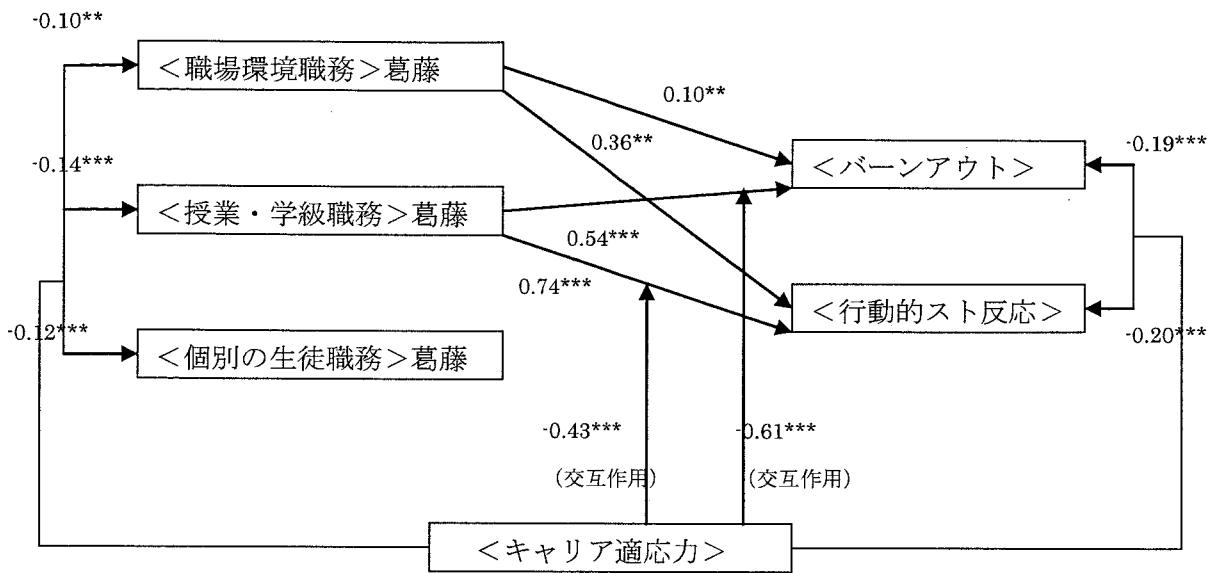 -0.10**
<職場環境職務>葛藤
0.10**
0.36**
-0.14***
-0.19***
<バーンアウト>
<授業・学級職務>葛藤
0.54***
0.74***
<行動的スト反応>
-0.12***
-0.20***
<個別の生徒職務>葛藤
-0.43***
-0.61***
(交互作用)
(交互作用)
<キャリア適応力>